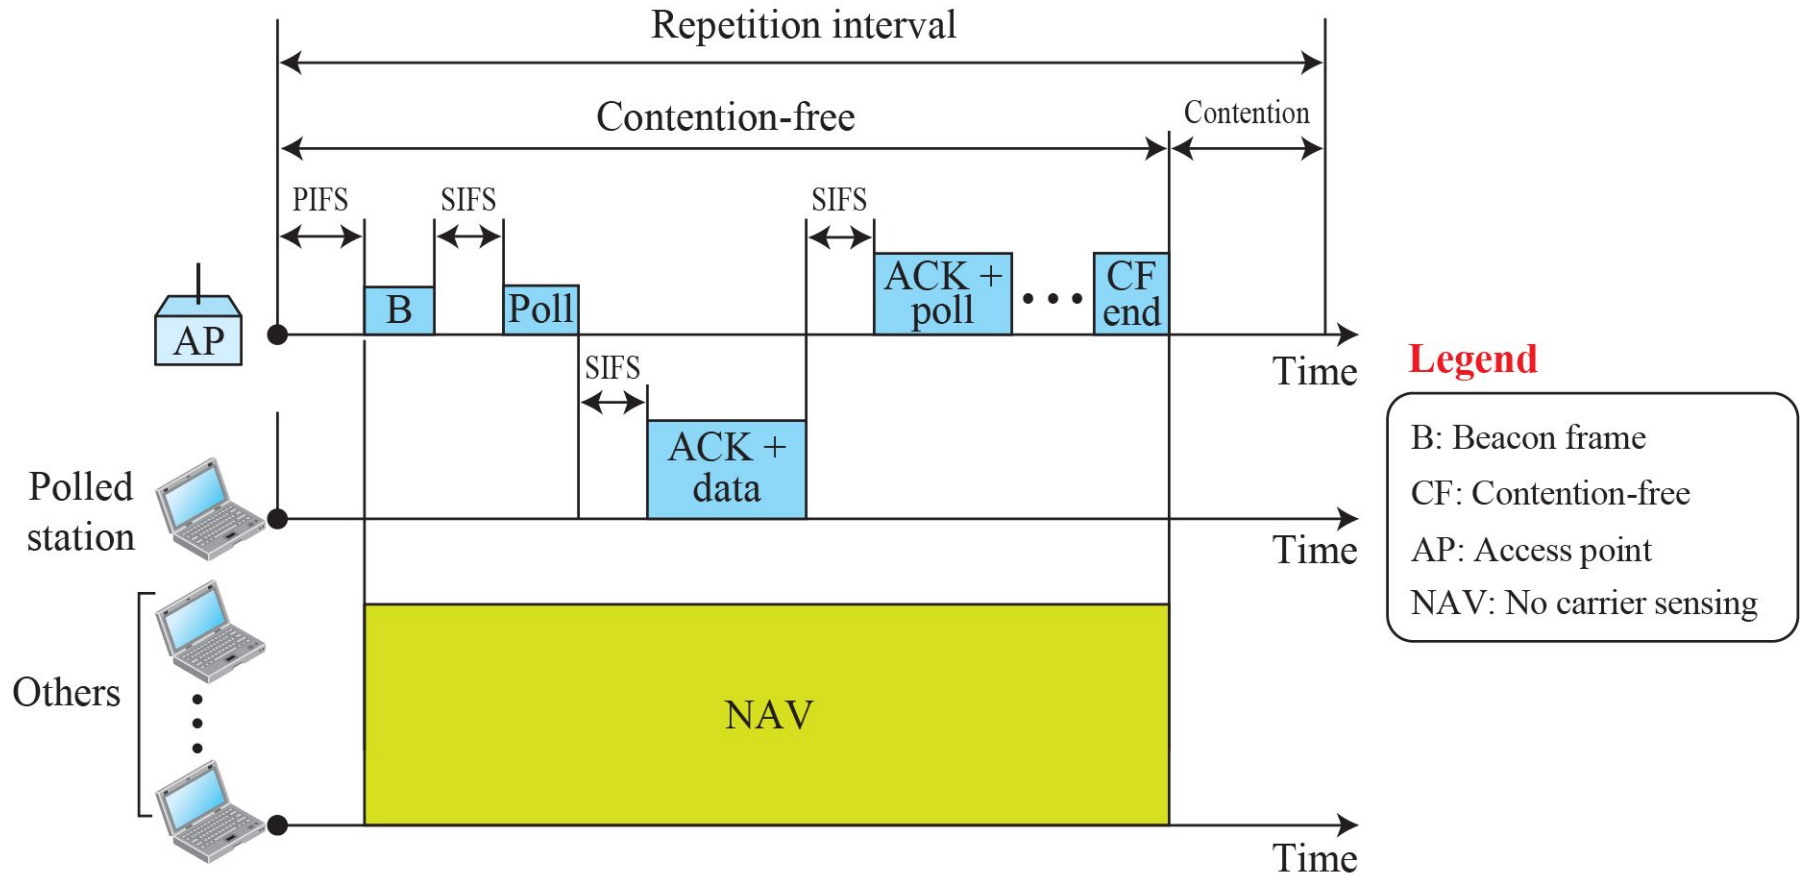 Repetition interval
Contention-free
Contention
PIFS
SIFS
SIFS
B
Poll
ACK +
poll
CF
end
AP
Time
SIFS
ACK +
data
Polled
station
Time
Others
NAV
Time
Legend
B: Beacon frame
CF: Contention-free
AP: Access point
NAV: No carrier sensing